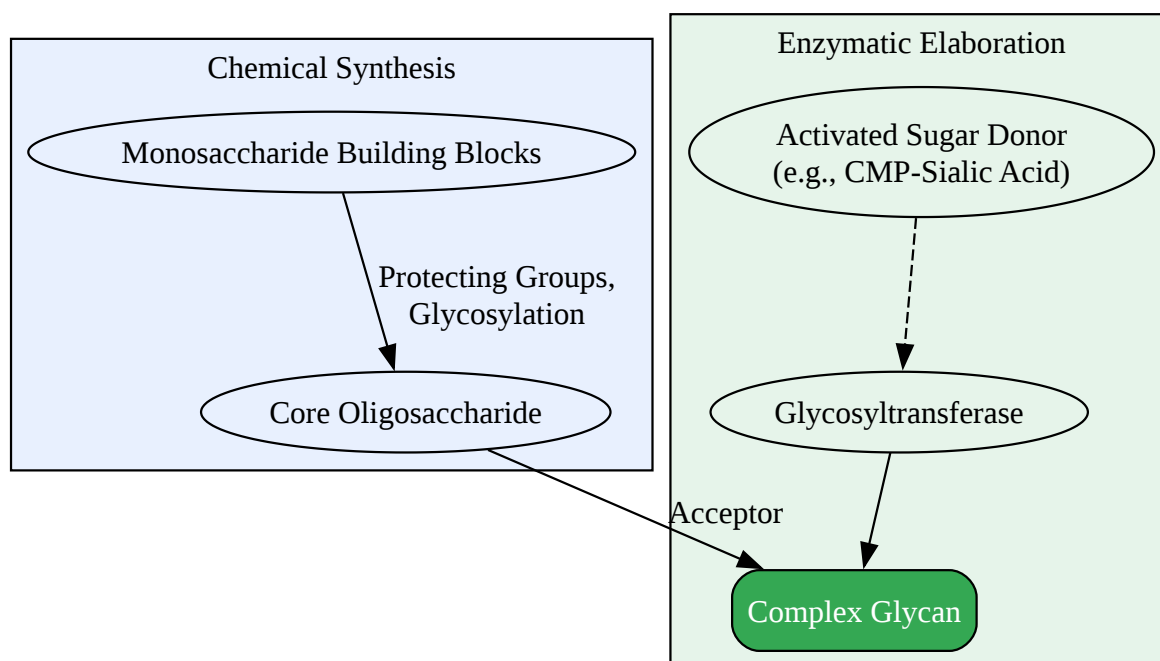 Chemical Synthesis
Monosaccharide Building Blocks
Protecting Groups,
Glycosylation
Core Oligosaccharide
Acceptor
Enzymatic Elaboration
Activated Sugar Donor
(e.g., CMP-Sialic Acid)
Glycosyltransferase
Complex Glycan